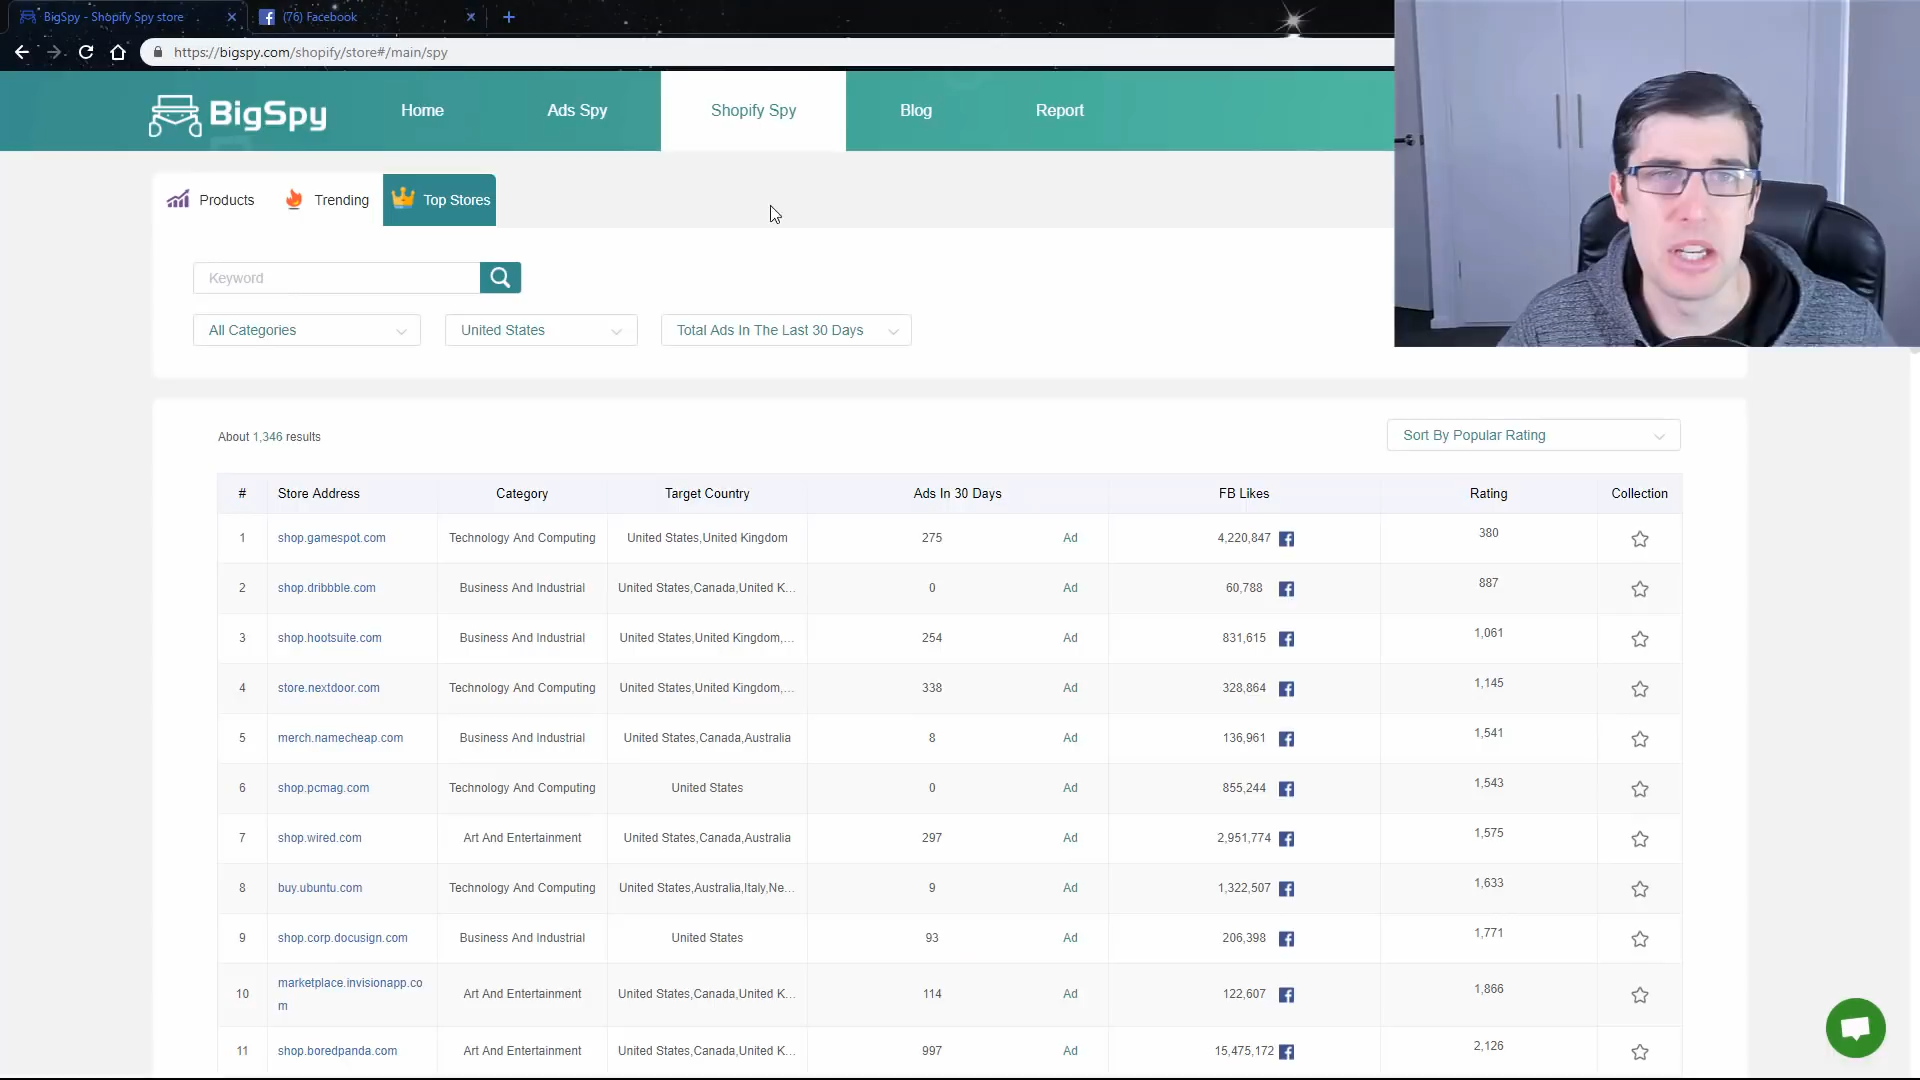 BigSpy - Shopify Spy store
(76) Facebook
https://bigspy.com/shopify/store#/main/spy
BigSpy Home Ads Spy Shopify Spy Blog Report
Products Trending Top Stores
Keyword
All Categories United States Total Ads In The Last 30 Days
About 1,346 results Sort By Popular Rating
# Store Address Category Target Country Ads In 30 Days FB Likes Rating Collection
1 shop.gamespot.com Technology And Computing United States,United Kingdom 275 Ad 4,220,847 380
2 shop.dribbble.com Business And Industrial United States,Canada,United K... 0 Ad 60,788 887
3 shop.hootsuite.com Business And Industrial United States,United Kingdom,... 254 Ad 831,615 1,061
4 store.nextdoor.com Technology And Computing United States,United Kingdom,... 338 Ad 328,864 1,145
5 merch.namecheap.com Business And Industrial United States,Canada,Australia 8 Ad 136,961 1,541
6 shop.pcmag.com Technology And Computing United States 0 Ad 855,244 1,543
7 shop.wired.com Art And Entertainment United States,Canada,Australia 297 Ad 2,951,774 1,575
8 buy.ubuntu.com Technology And Computing United States,Australia,Italy,Ne... 9 Ad 1,322,507 1,633
9 shop.corp.docusign.com Business And Industrial United States 93 Ad 206,398 1,771
10 marketplace.invisionapp.co
m Art And Entertainment United States,Canada,United K... 114 Ad 122,607 1,866
11 shop.boredpanda.com Art And Entertainment United States,Canada,United K... 997 Ad 15,475,172 2,126